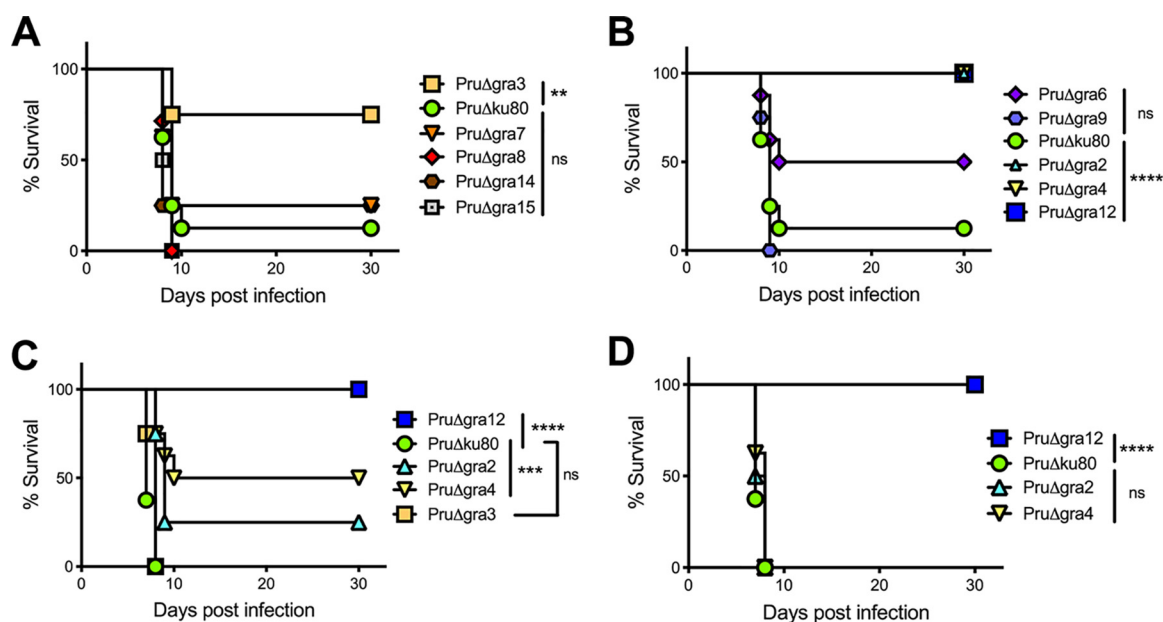 A
% Survival
100
50
0
0
10
20
30
Days post infection
PruΔgra3
PruΔku80
PruΔgra7
PruΔgra8
PruΔgra14
PruΔgra15
**
ns
B
% Survival
100
50
0
0
10
20
30
Days post infection
PruΔgra6
PruΔgra9
PruΔku80
PruΔgra2
PruΔgra4
PruΔgra12
ns
****
C
% Survival
100
50
0
0
10
20
30
Days post infection
PruΔgra12
PruΔku80
PruΔgra2
PruΔgra4
PruΔgra3
****
***
ns
D
% Survival
100
50
0
0
10
20
30
Days post infection
PruΔgra12
PruΔku80
PruΔgra2
PruΔgra4
****
ns